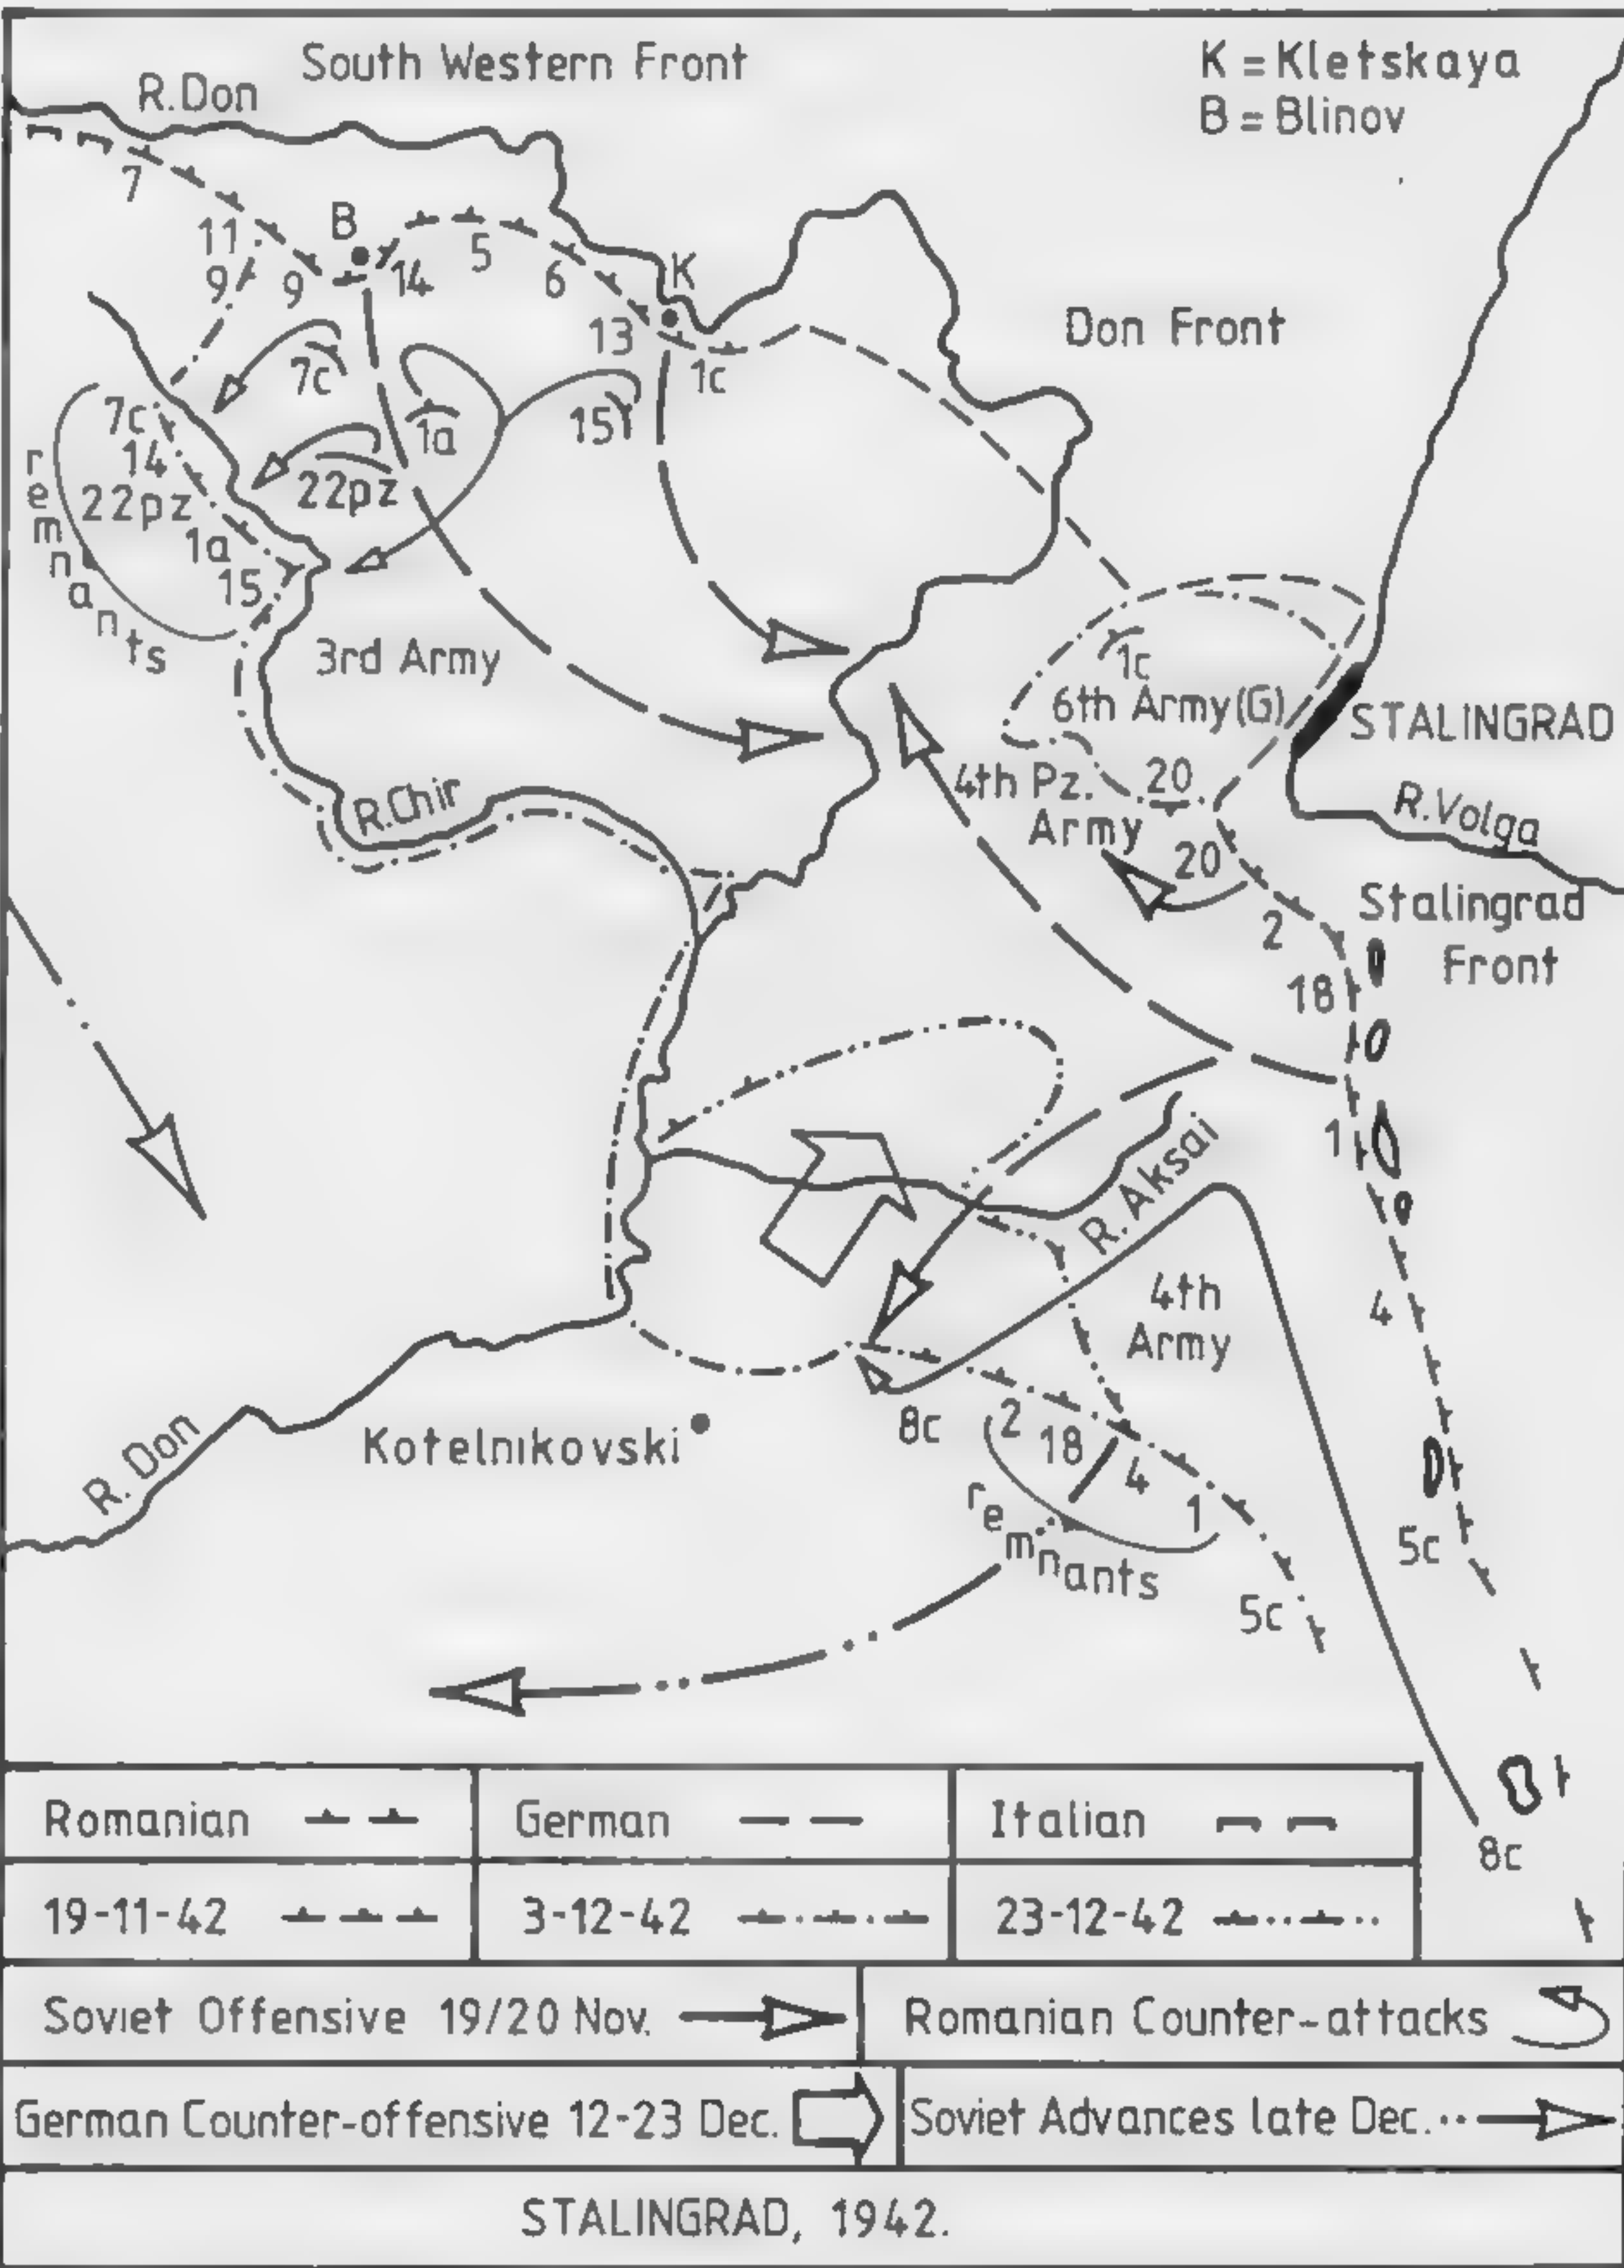 South Western Front
K = Kletskaya
B = Blinov
R. Don
7
11
9
9
B
14
5
6
K
13
1c
Don Front
7c
1a
15
22pz
7c
14
22pz
1a
15
remnants
3rd Army
1c
6th Army (G)
STALINGRAD
4th Pz.
Army
20
R. Chir
R. Volga
20
2
Stalingrad
Front
18
1
R. Aksai
4
4th
Army
8c
2
18
4
1
remnants
Kotelnikovski
R. Don
5c
5c
8c
Romanian
German
Italian
19-11-42
3-12-42
23-12-42
Soviet Offensive 19/20 Nov.
Romanian Counter-attacks
German Counter-offensive 12-23 Dec.
Soviet Advances late Dec.
STALINGRAD, 1942.